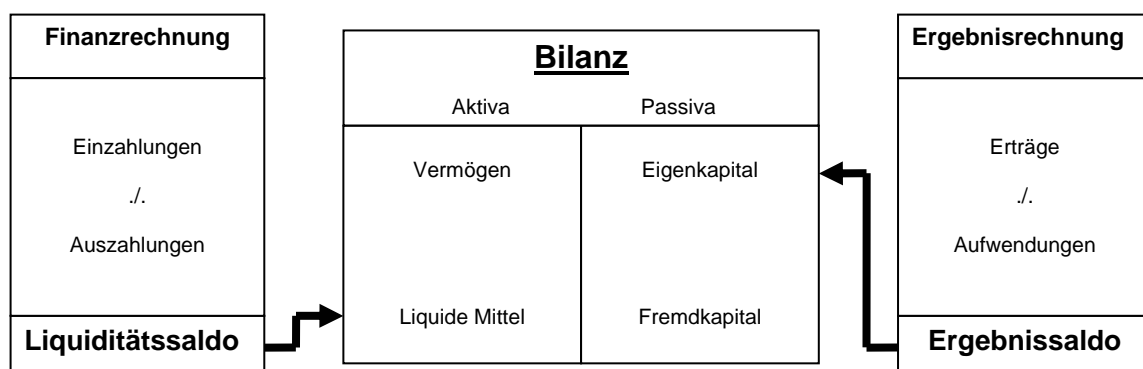 Finanzrechnung
Einzahlungen
./.
Auszahlungen
Liquiditätssaldo
Bilanz
Aktiva Passiva
Vermögen Eigenkapital
Liquide Mittel Fremdkapital
Ergebnisrechnung
Erträge
./.
Aufwendungen
Ergebnissaldo